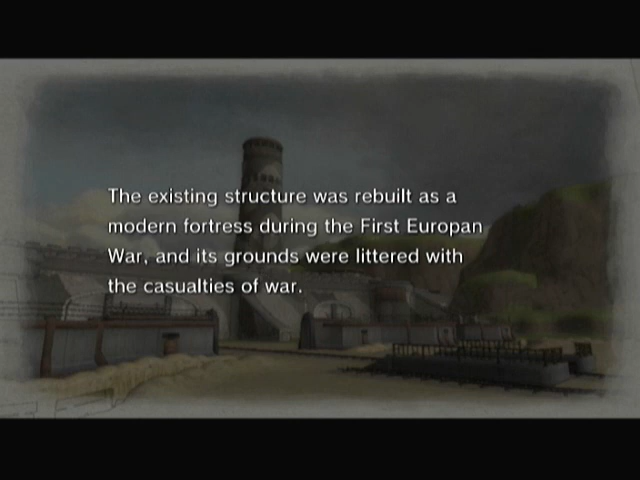 The existing structure was rebuilt as a
modern fortress during the First Europan
War, and its grounds were littered with
the casualties of war.